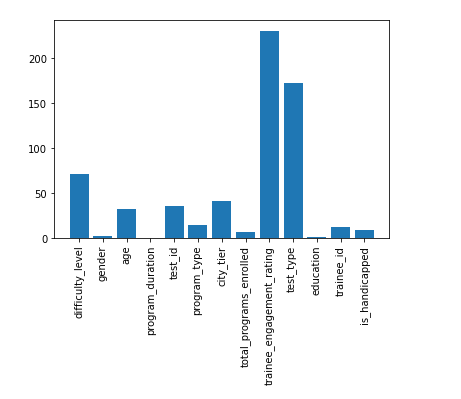 200
150
100
50
0
difficulty_level
gender
age
program_duration
test_id
program_type
city_tier
total_programs_enrolled
trainee_engagement_rating
test_type
education
trainee_id
is_handicapped